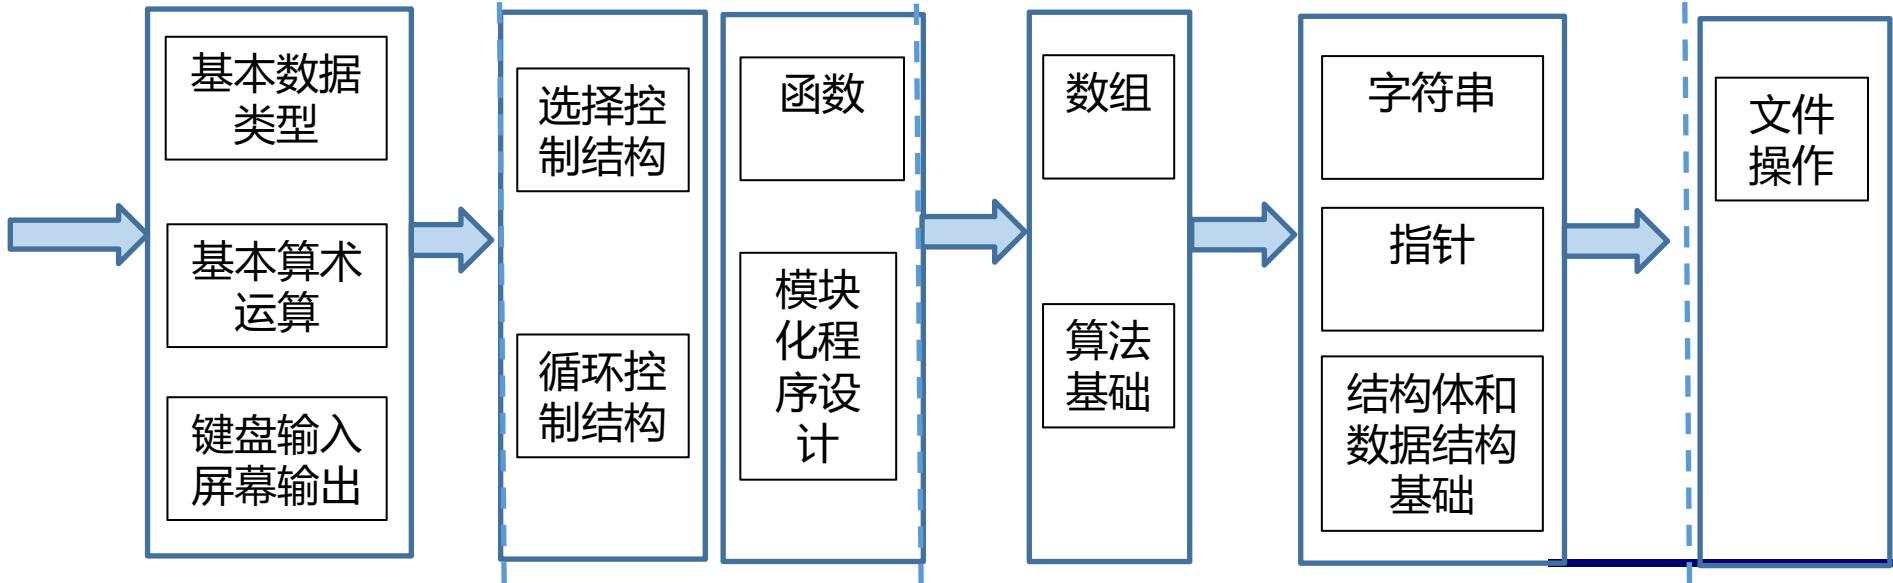 基本数据
类型
基本算术
运算
键盘输入
屏幕输出
选择控
制结构
循环控
制结构
函数
模块
化程
序设
计
数组
算法
基础
字符串
指针
结构体和
数据结构
基础
文件
操作